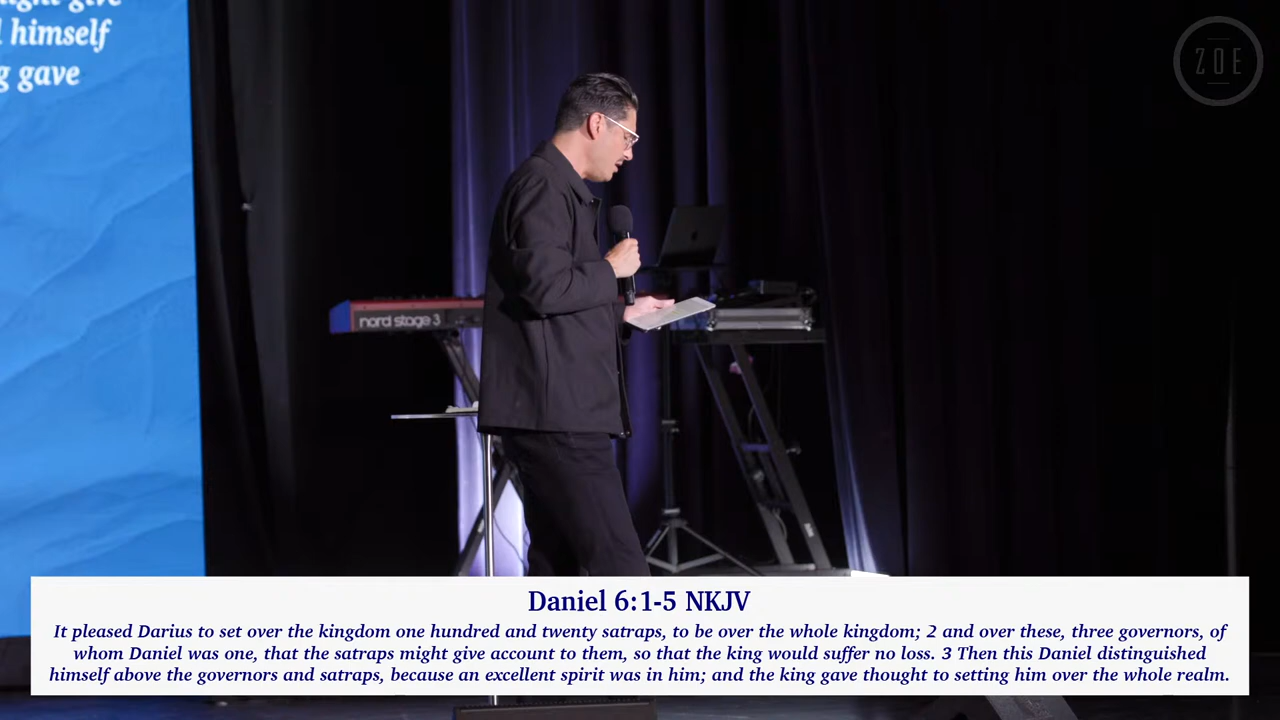 ght give
himself
g gave
ZOE
nord stage 3
Daniel 6:1-5 NKJV
It pleased Darius to set over the kingdom one hundred and twenty satraps, to be over the whole kingdom; 2 and over these, three governors, of
whom Daniel was one, that the satraps might give account to them, so that the king would suffer no loss. 3 Then this Daniel distinguished
himself above the governors and satraps, because an excellent spirit was in him; and the king gave thought to setting him over the whole realm.